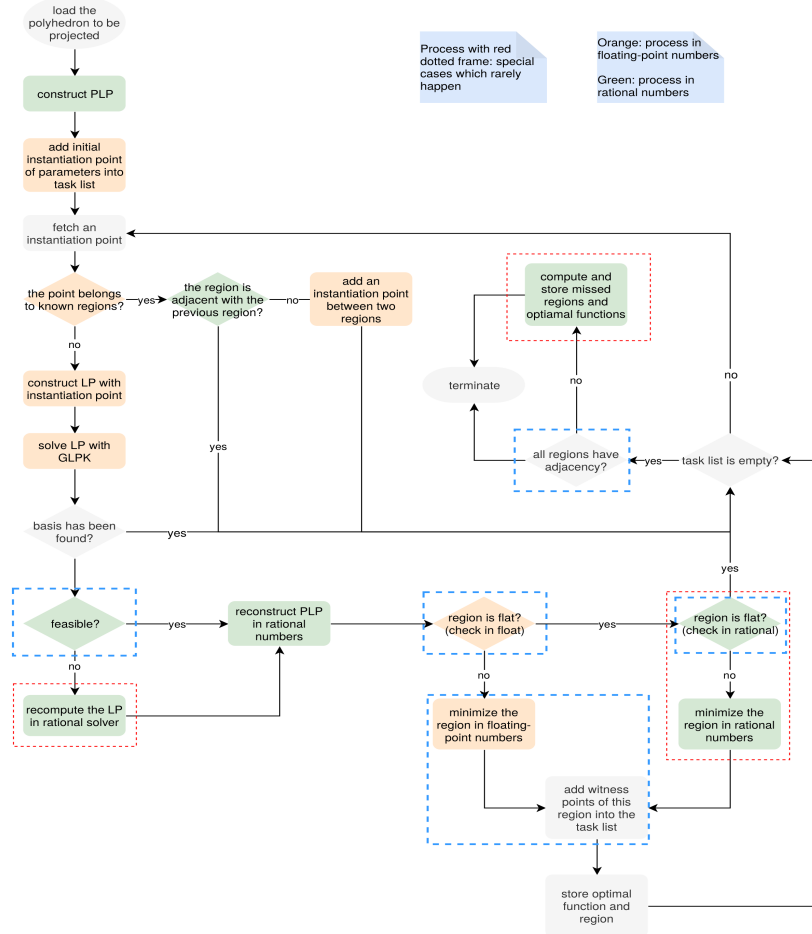 load the
polyhedron to be
projected
Process with red
dotted frame: special
cases which rarely
happen
Orange: process in
floating-point numbers
Green: process in
rational numbers
construct PLP
add initial
instantiation point
of parameters into
task list
fetch an
instantiation point
the point belongs
to known regions?
yes
the region is
adjacent with the
previous region?
no
add an
instantiation point
between two
regions
compute and
store missed
regions and
optiamal functions
no
construct LP with
instantiation point
terminate
no
no
solve LP with
GLPK
yes
all regions have
adjacency?
yes
task list is empty?
basis has been
found?
yes
yes
feasible?
yes
reconstruct PLP
in rational
numbers
region is flat?
(check in float)
yes
region is flat?
(check in rational)
no
no
no
recompute the LP
in rational solver
minimize the
region in floating-
point numbers
minimize the
region in rational
numbers
add witness
points of this
region into the
task list
store optimal
function and
region